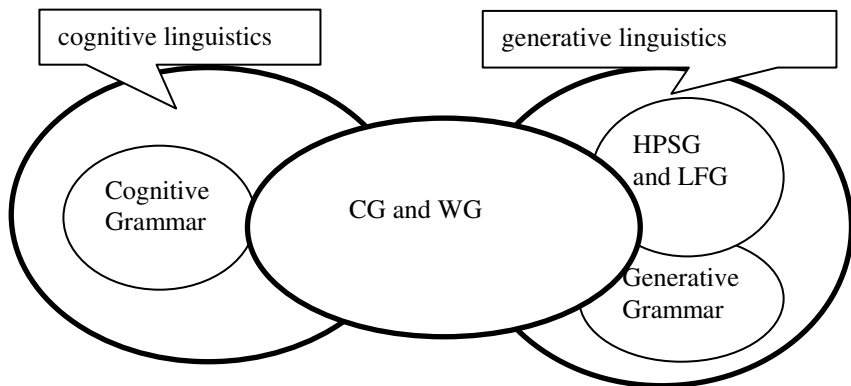 cognitive linguistics
generative linguistics
Cognitive
Grammar
CG and WG
HPSG
and LFG
Generative
Grammar